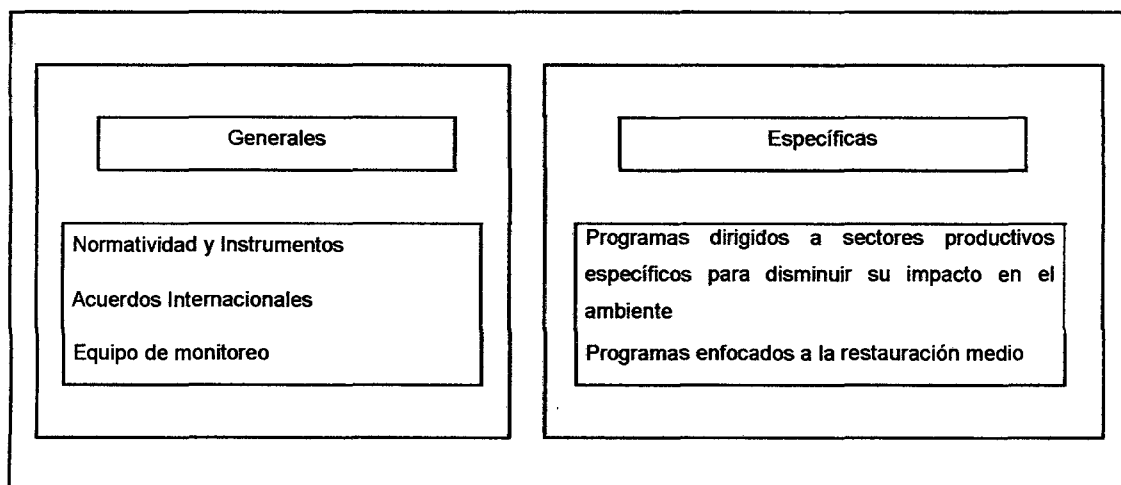 Generales
Normatividad y Instrumentos
Acuerdos Internacionales
Equipo de monitoreo
Específicas
Programas dirigidos a sectores productivos
específicos para disminuir su impacto en el
ambiente
Programas enfocados a la restauración medio